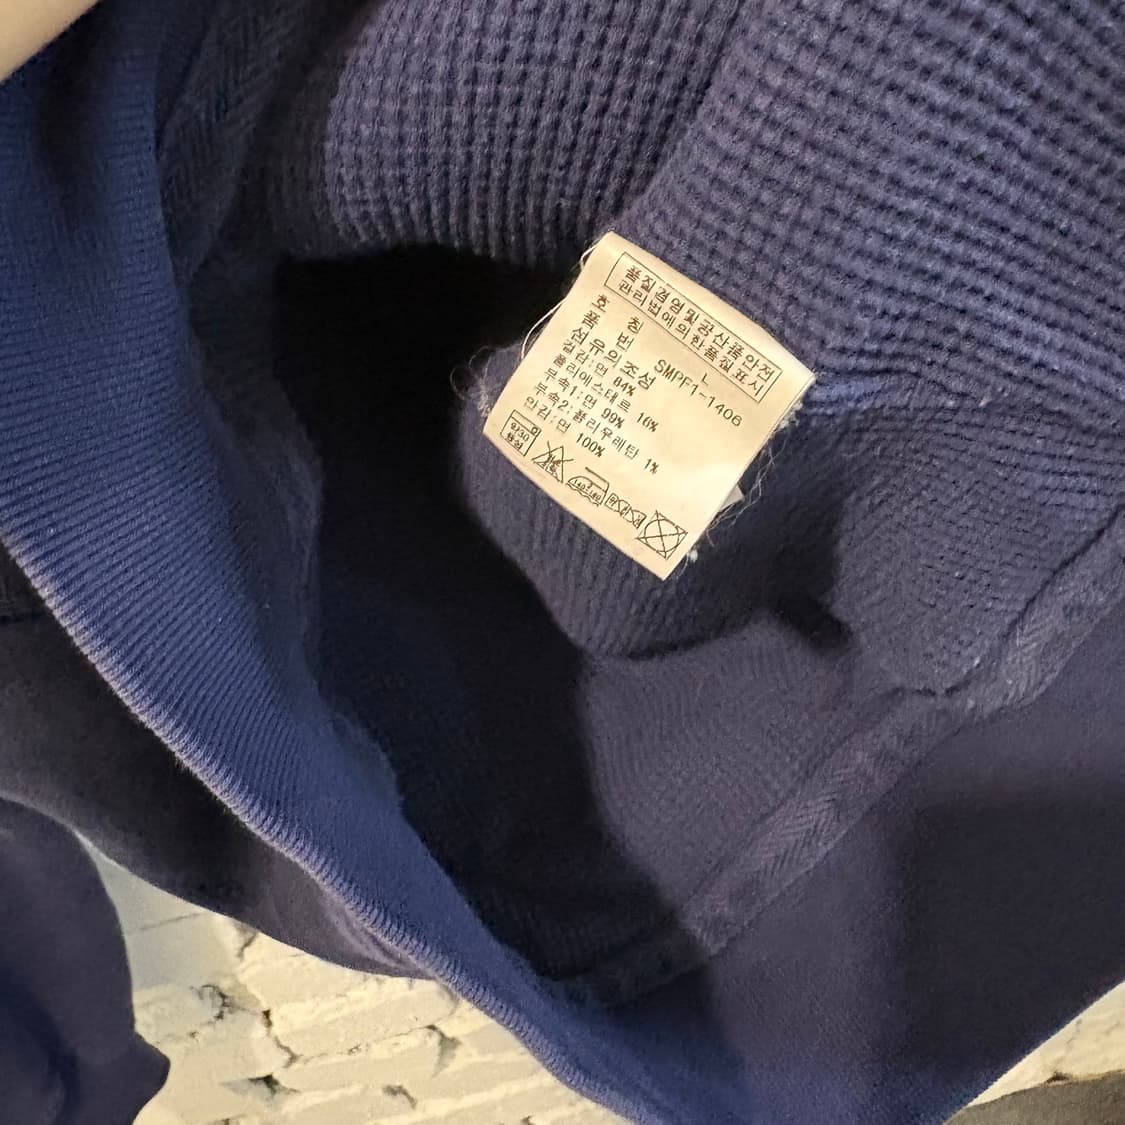 품질경영및공산품안전
관리법에의한품질표시
호 칭 L
품 번 SMPF1-1406
섬유의조성
겉감:면 84%
폴리에스테르 16%
부속1:면 99%
부속2:폴리우레탄 1%
안감:면 100%